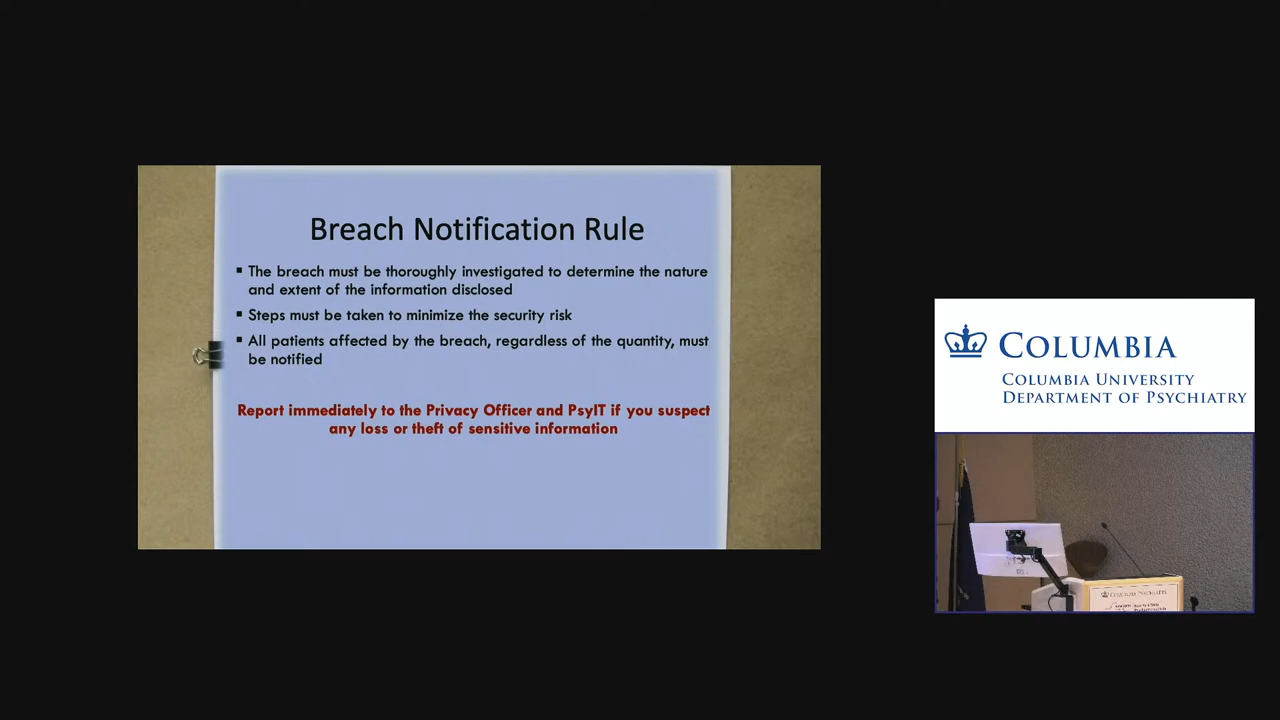 Breach Notification Rule
▪ The breach must be thoroughly investigated to determine the nature
and extent of the information disclosed
▪ Steps must be taken to minimize the security risk
▪ All patients affected by the breach, regardless of the quantity, must
be notified
Report immediately to the Privacy Officer and PsyIT if you suspect
any loss or theft of sensitive information
COLUMBIA
COLUMBIA UNIVERSITY
DEPARTMENT OF PSYCHIATRY
COLUMBIA PSYCHIATRY